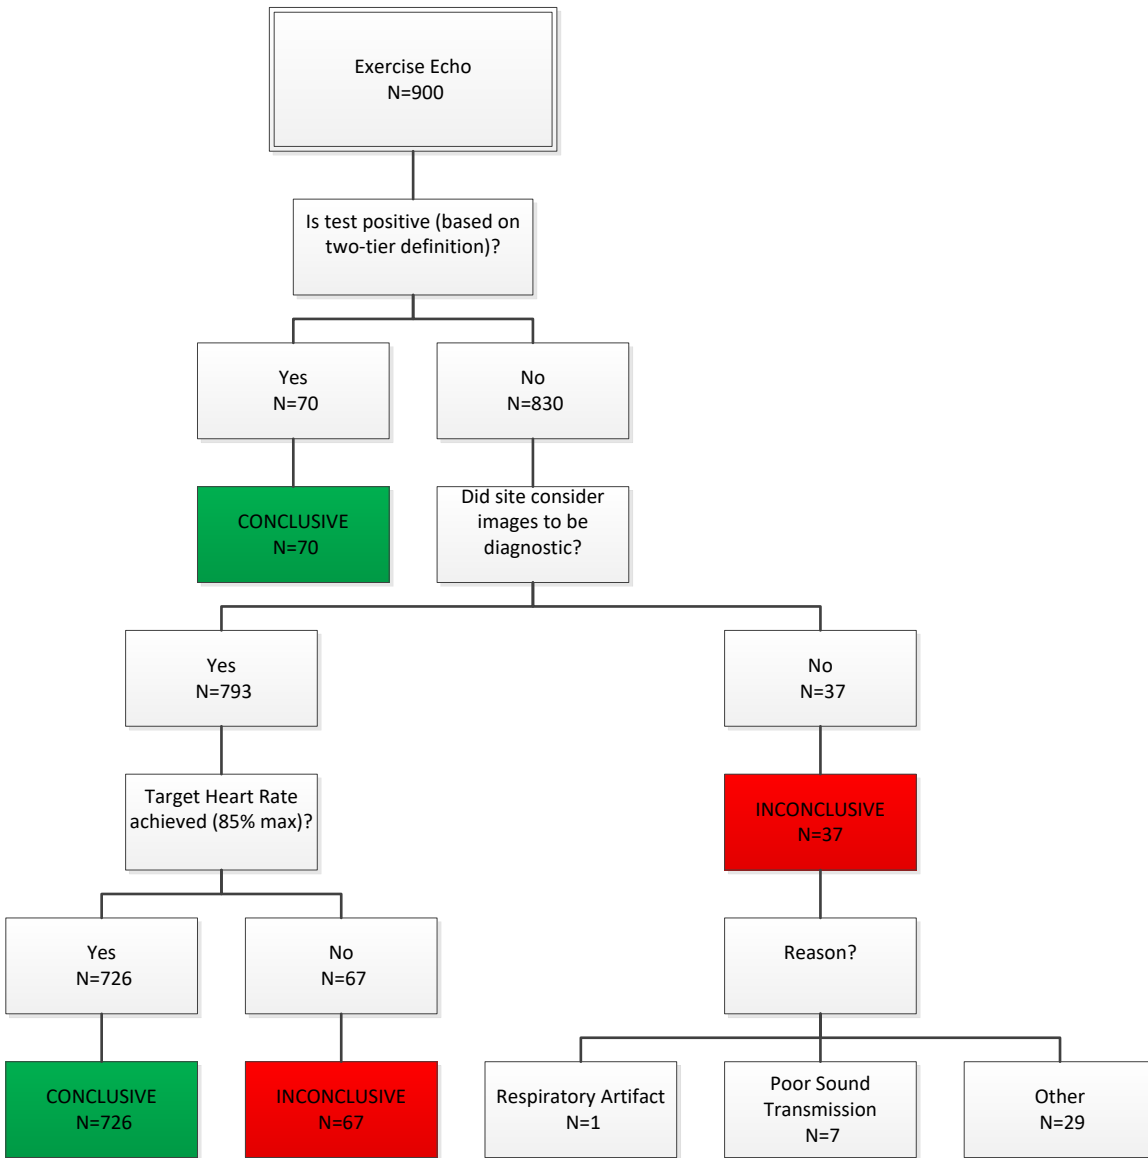 Exercise Echo
N=900
Is test positive (based on
two-tier definition)?
Yes
N=70
No
N=830
CONCLUSIVE
N=70
Did site consider
images to be
diagnostic?
Yes
N=793
No
N=37
Target Heart Rate
achieved (85% max)?
INCONCLUSIVE
N=37
Yes
N=726
No
N=67
Reason?
CONCLUSIVE
N=726
INCONCLUSIVE
N=67
Respiratory Artifact
N=1
Poor Sound
Transmission
N=7
Other
N=29